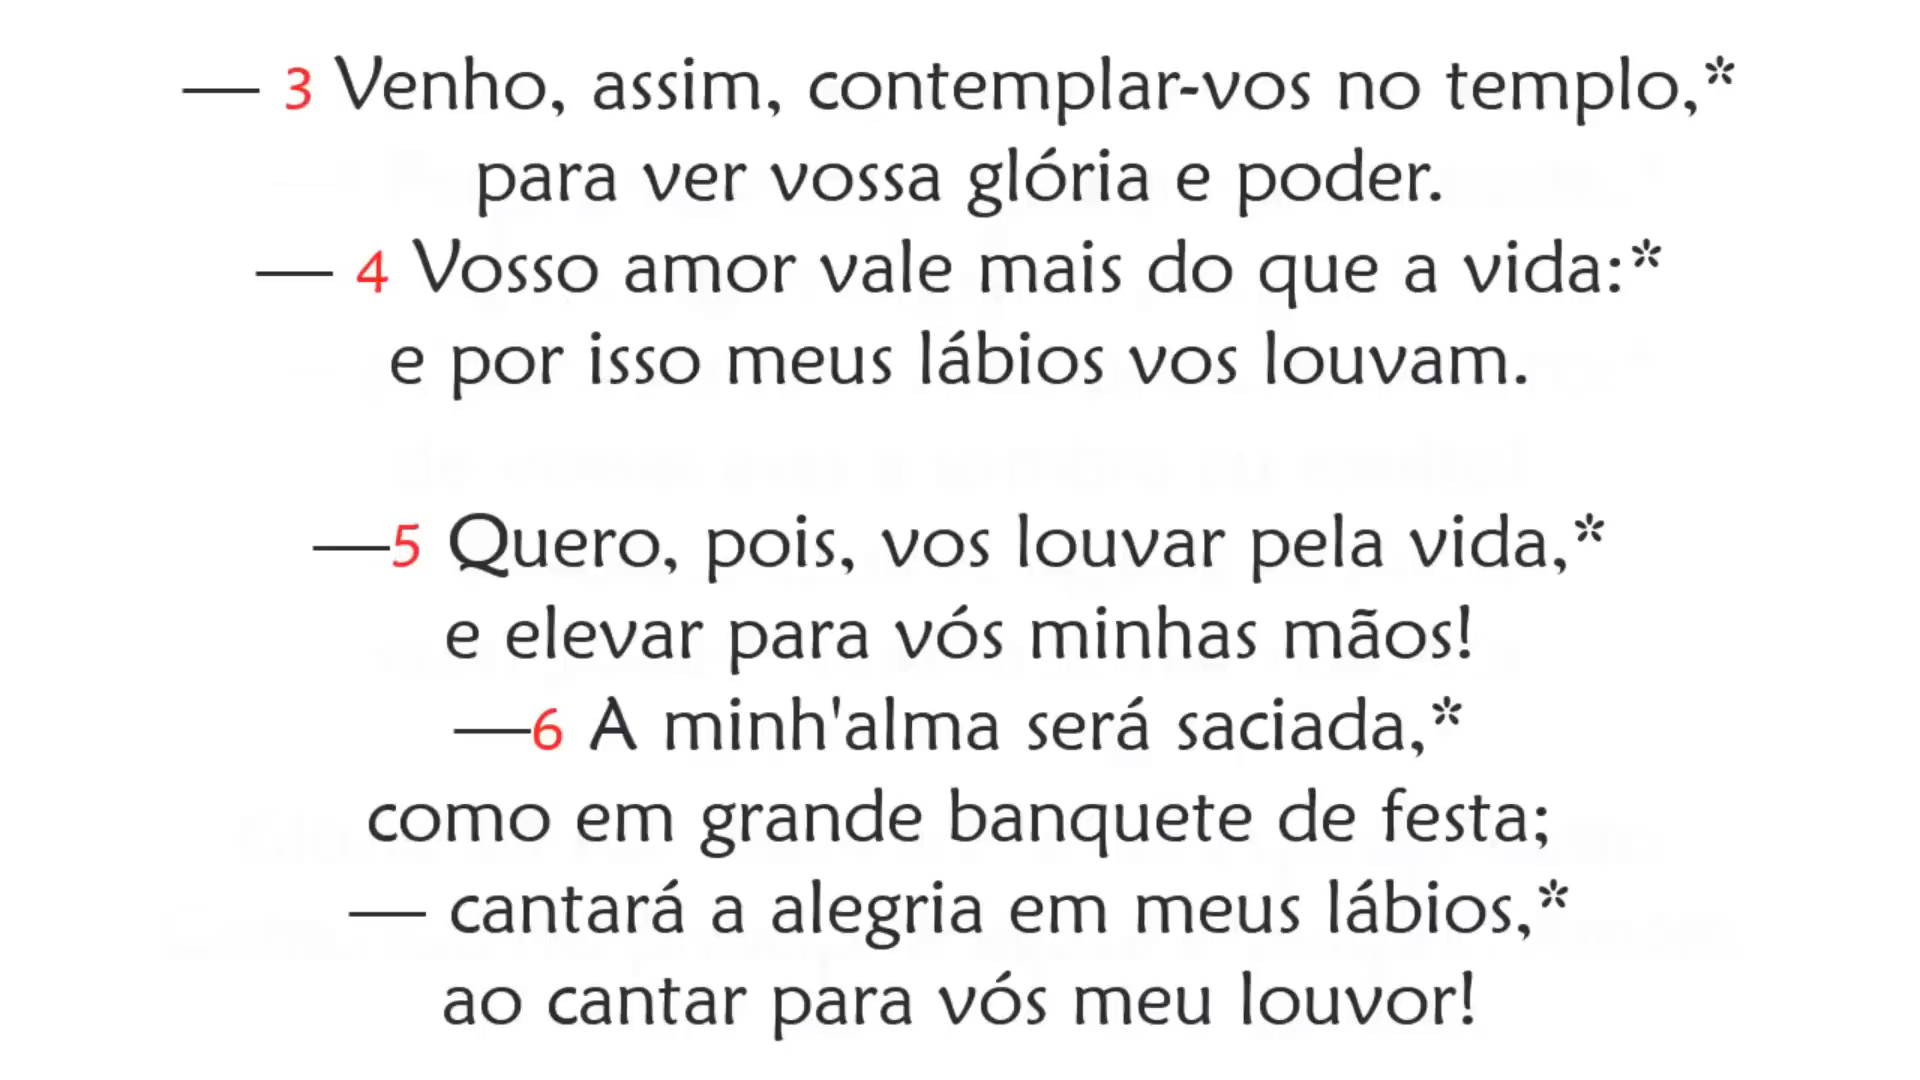 — 3 Venho, assim, contemplar-vos no templo,*
para ver vossa glória e poder.
— 4 Vosso amor vale mais do que a vida:*
e por isso meus lábios vos louvam.
—5 Quero, pois, vos louvar pela vida,*
e elevar para vós minhas mãos!
—6 A minh'alma será saciada,*
como em grande banquete de festa;
— cantará a alegria em meus lábios,*
ao cantar para vós meu louvor!